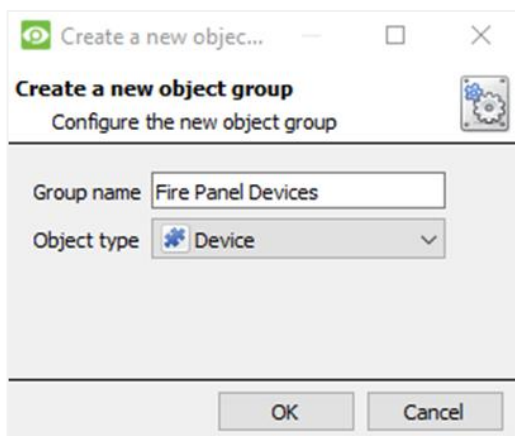 Create a new objec...
Create a new object group
Configure the new object group
Group name Fire Panel Devices
Object type Device
OK Cancel